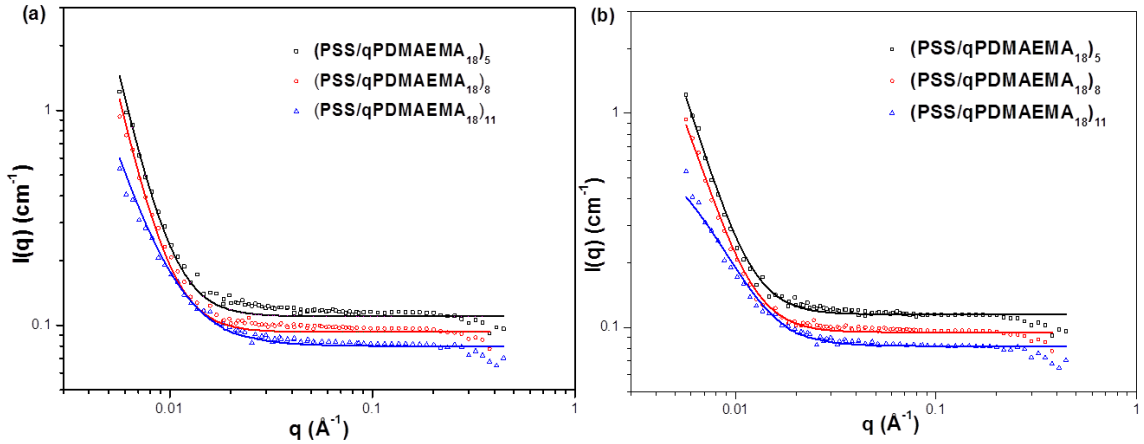 (a)
(PSS/qPDMAEMA18)5
(PSS/qPDMAEMA18)8
(PSS/qPDMAEMA18)11
I(q) (cm-1)
1
0.1
0.01
0.1
1
q (Å-1)
(b)
(PSS/qPDMAEMA18)5
(PSS/qPDMAEMA18)8
(PSS/qPDMAEMA18)11
I(q) (cm-1)
1
0.1
0.01
0.1
1
q (Å-1)